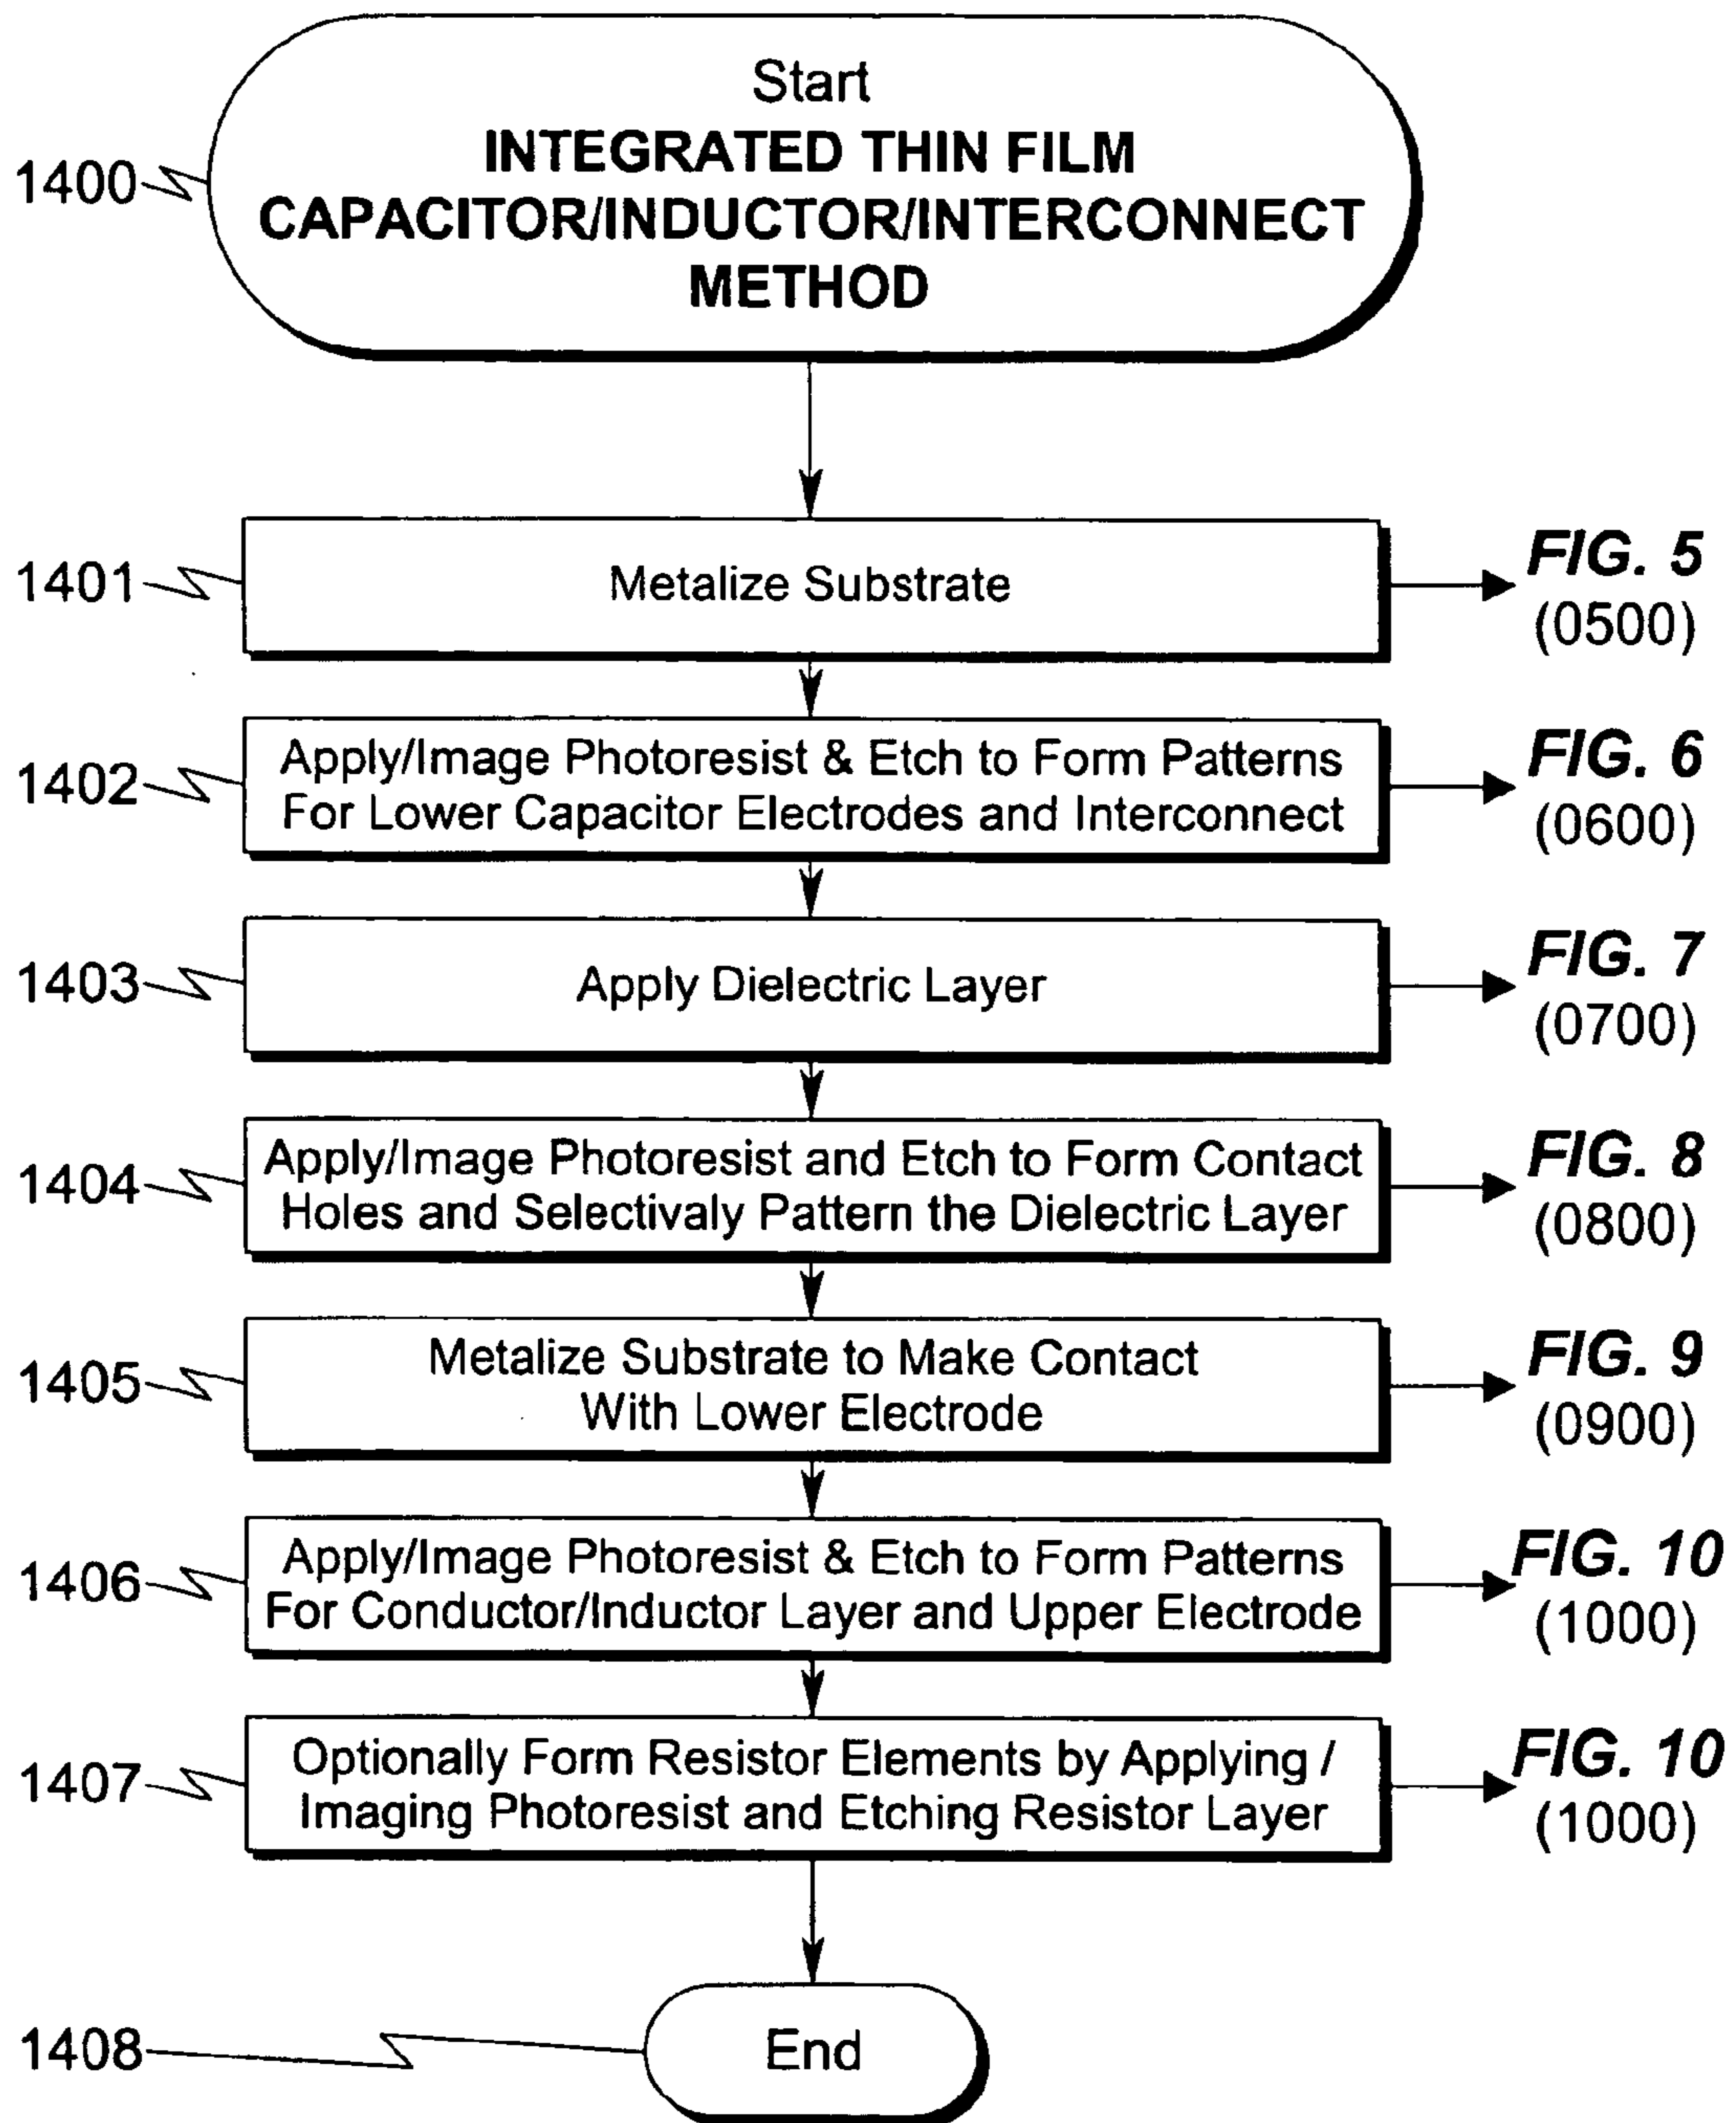 Start
INTEGRATED THIN FILM
CAPACITOR/INDUCTOR/INTERCONNECT
METHOD
1400
1401
Metalize Substrate
FIG. 5
(0500)
1402
Apply/Image Photoresist & Etch to Form Patterns
For Lower Capacitor Electrodes and Interconnect
FIG. 6
(0600)
1403
Apply Dielectric Layer
FIG. 7
(0700)
1404
Apply/Image Photoresist and Etch to Form Contact
Holes and Selectivaly Pattern the Dielectric Layer
FIG. 8
(0800)
1405
Metalize Substrate to Make Contact
With Lower Electrode
FIG. 9
(0900)
1406
Apply/Image Photoresist & Etch to Form Patterns
For Conductor/Inductor Layer and Upper Electrode
FIG. 10
(1000)
1407
Optionally Form Resistor Elements by Applying /
Imaging Photoresist and Etching Resistor Layer
FIG. 10
(1000)
1408
End